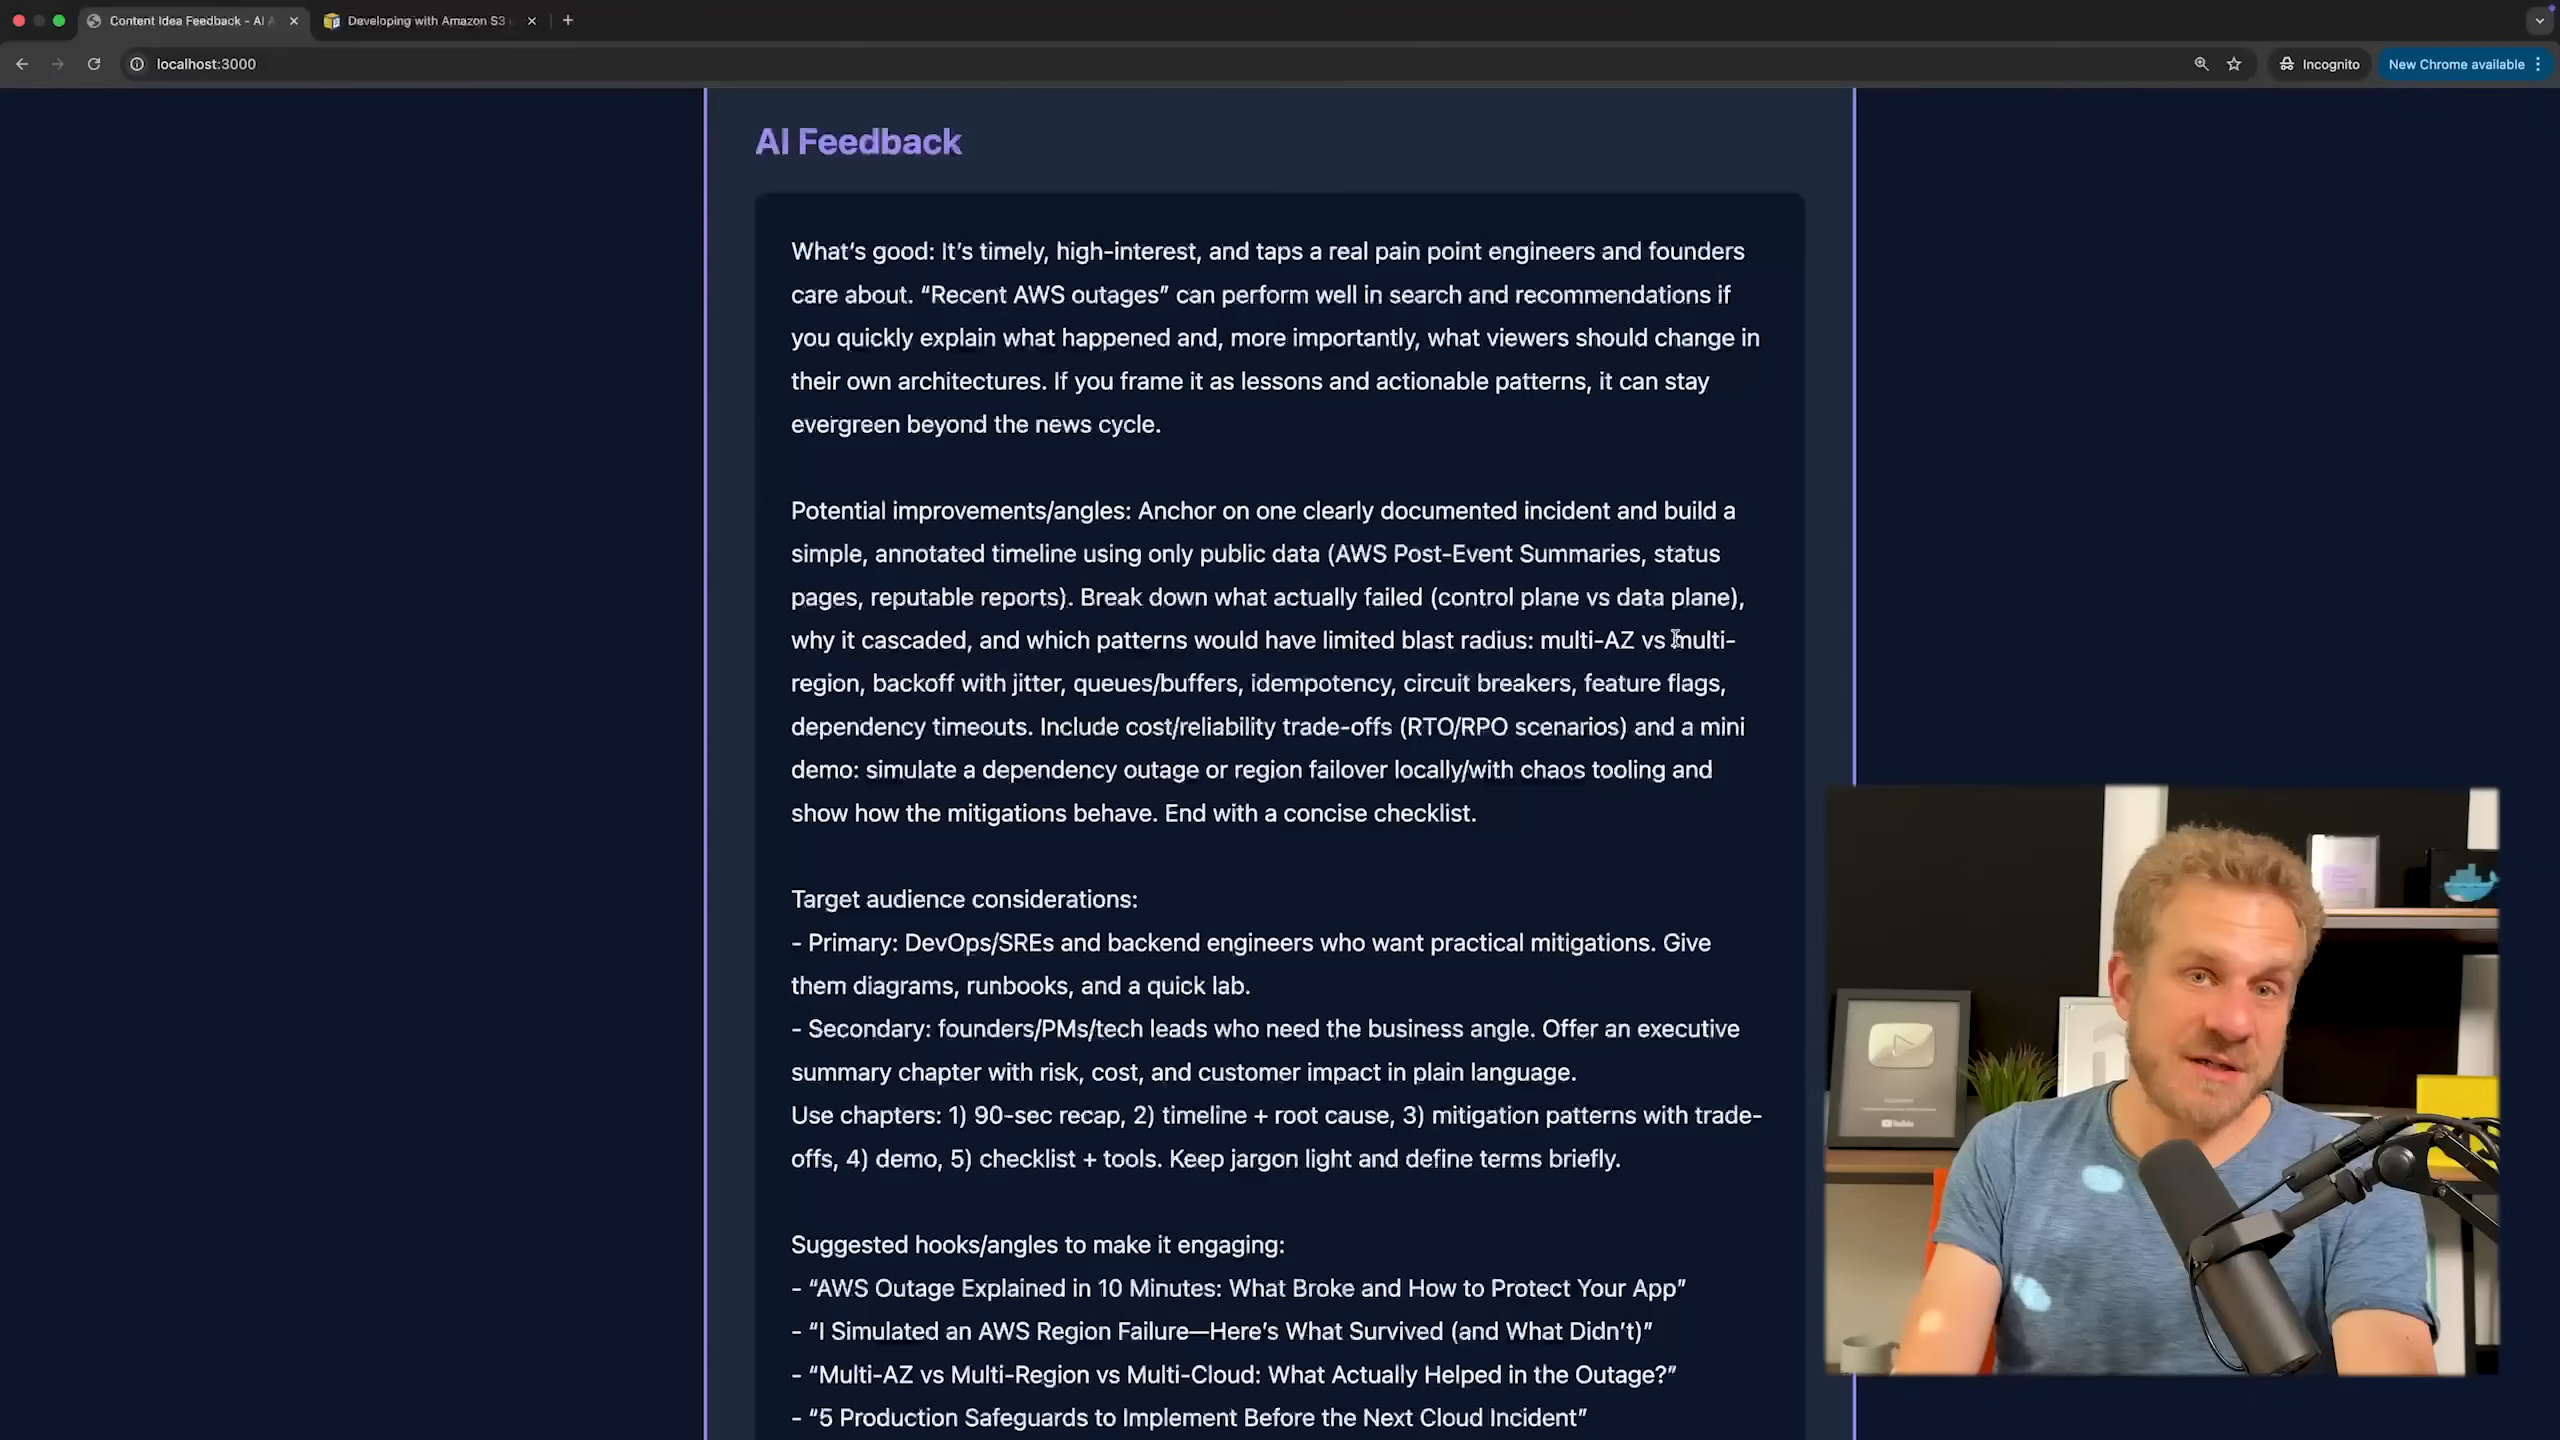 Content Idea Feedback - AI A
Developing with Amazon S3
localhost:3000
Incognito
New Chrome available
AI Feedback
What's good: It's timely, high-interest, and taps a real pain point engineers and founders
care about. “Recent AWS outages” can perform well in search and recommendations if
you quickly explain what happened and, more importantly, what viewers should change in
their own architectures. If you frame it as lessons and actionable patterns, it can stay
evergreen beyond the news cycle.
Potential improvements/angles: Anchor on one clearly documented incident and build a
simple, annotated timeline using only public data (AWS Post-Event Summaries, status
pages, reputable reports). Break down what actually failed (control plane vs data plane),
why it cascaded, and which patterns would have limited blast radius: multi-AZ vs multi-
region, backoff with jitter, queues/buffers, idempotency, circuit breakers, feature flags,
dependency timeouts. Include cost/reliability trade-offs (RTO/RPO scenarios) and a mini
demo: simulate a dependency outage or region failover locally/with chaos tooling and
show how the mitigations behave. End with a concise checklist.
Target audience considerations:
- Primary: DevOps/SREs and backend engineers who want practical mitigations. Give
them diagrams, runbooks, and a quick lab.
- Secondary: founders/PMs/tech leads who need the business angle. Offer an executive
summary chapter with risk, cost, and customer impact in plain language.
Use chapters: 1) 90-sec recap, 2) timeline + root cause, 3) mitigation patterns with trade-
offs, 4) demo, 5) checklist + tools. Keep jargon light and define terms briefly.
Suggested hooks/angles to make it engaging:
- “AWS Outage Explained in 10 Minutes: What Broke and How to Protect Your App”
- “I Simulated an AWS Region Failure—Here's What Survived (and What Didn't)”
- “Multi-AZ vs Multi-Region vs Multi-Cloud: What Actually Helped in the Outage?”
- “5 Production Safeguards to Implement Before the Next Cloud Incident”
YouTube